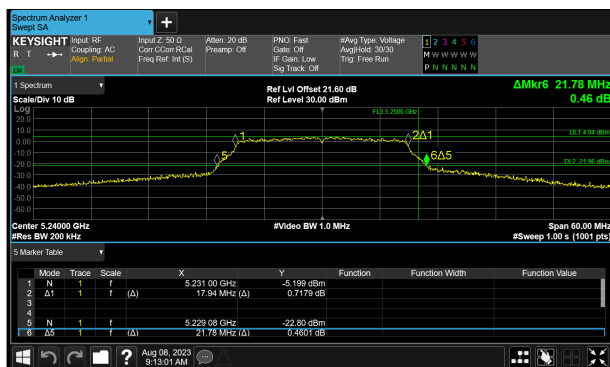 Spectrum Analyzer 1
Swept SA
+
KEYSIGHT
R T
Input: RF
Coupling: AC
Align: Partial
Input Z: 50 Ω
Corr CCorr RCal
Freq Ref: Int (S)
Atten: 20 dB
Preamp: Off
PNO: Fast
Gate: Off
IF Gain: Low
Sig Track: Off
#Avg Type: Voltage
Avg|Hold: 30/30
Trig: Free Run
1 2 3 4 5 6
M W W W W W
P N N N N N
1 Spectrum
Scale/Div 10 dB
Log
Ref Lvl Offset 21.60 dB
Ref Level 30.00 dBm
ΔMkr6 21.78 MHz
0.46 dB
FL3 5.2500 GHz
20.0
10.0
0.00
-10.0
-20.0
-30.0
-40.0
-50.0
-60.0
1
2Δ1
5
6Δ5
DL1 4.04 dBm
DL2 -21.96 dBm
Center 5.24000 GHz
#Res BW 200 kHz
#Video BW 1.0 MHz
Span 60.00 MHz
#Sweep 1.00 s (1001 pts)
5 Marker Table
Mode Trace Scale X Y Function Function Width Function Value
1 N 1 f 5.231 00 GHz -5.199 dBm
2 Δ1 1 f (Δ) 17.94 MHz (Δ) 0.7179 dB
3
4
5 N 1 f 5.229 08 GHz -22.80 dBm
6 Δ5 1 f (Δ) 21.78 MHz (Δ) 0.4601 dB
?
Aug 08, 2023
9:13:01 AM